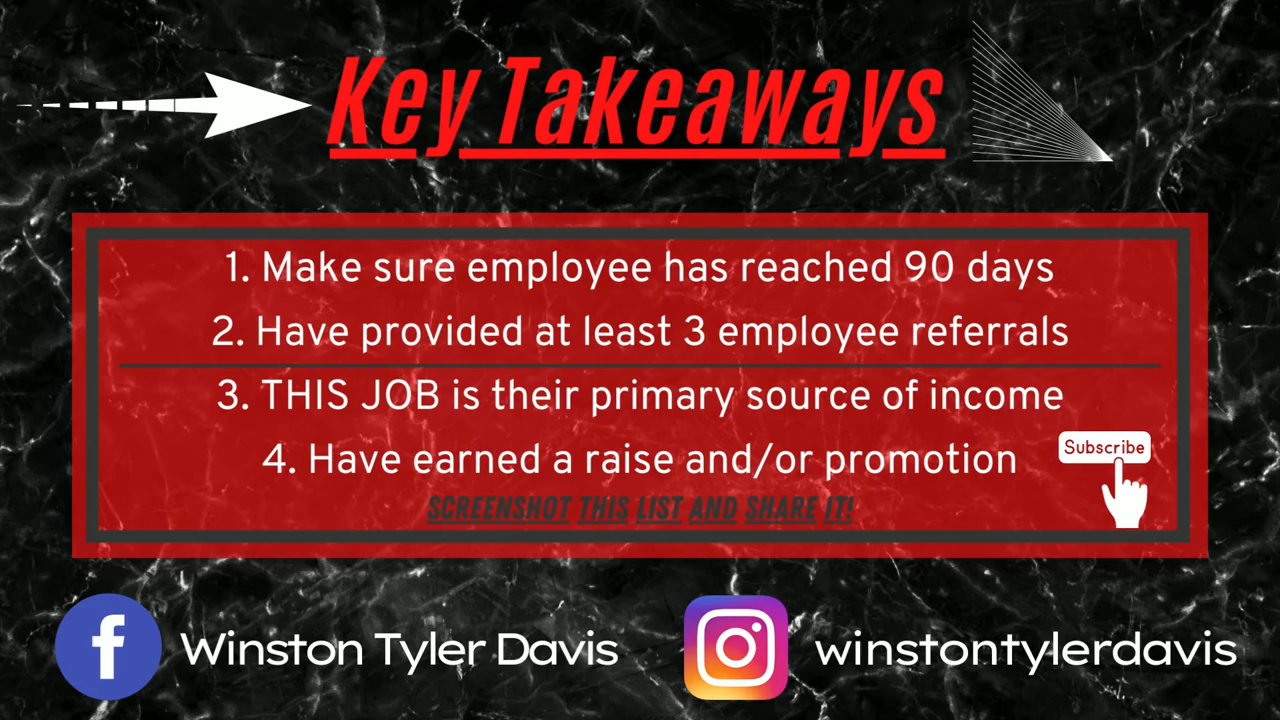 Key Takeaways
1. Make sure employee has reached 90 days
2. Have provided at least 3 employee referrals
3. THIS JOB is their primary source of income
4. Have earned a raise and/or promotion
Subscribe
SCREENSHOT THIS LIST AND SHARE IT!
Winston Tyler Davis
winstontylerdavis